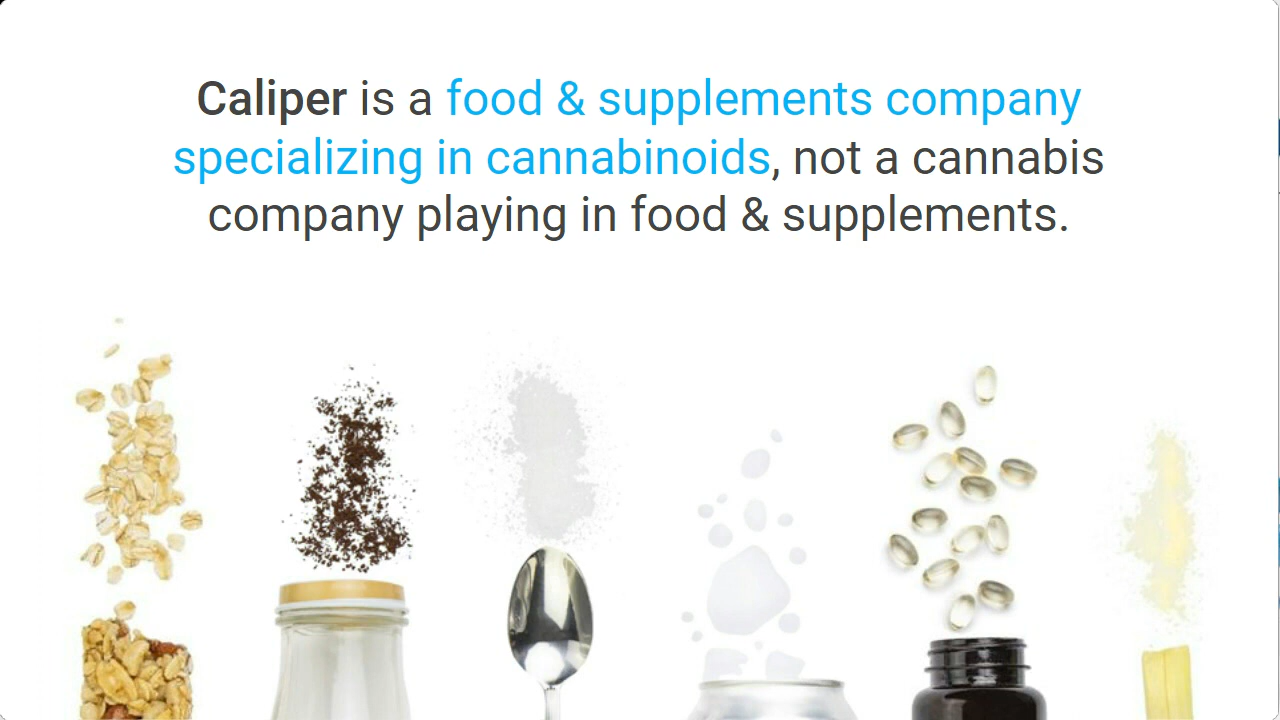 Caliper is a food & supplements company
specializing in cannabinoids, not a cannabis
company playing in food & supplements.